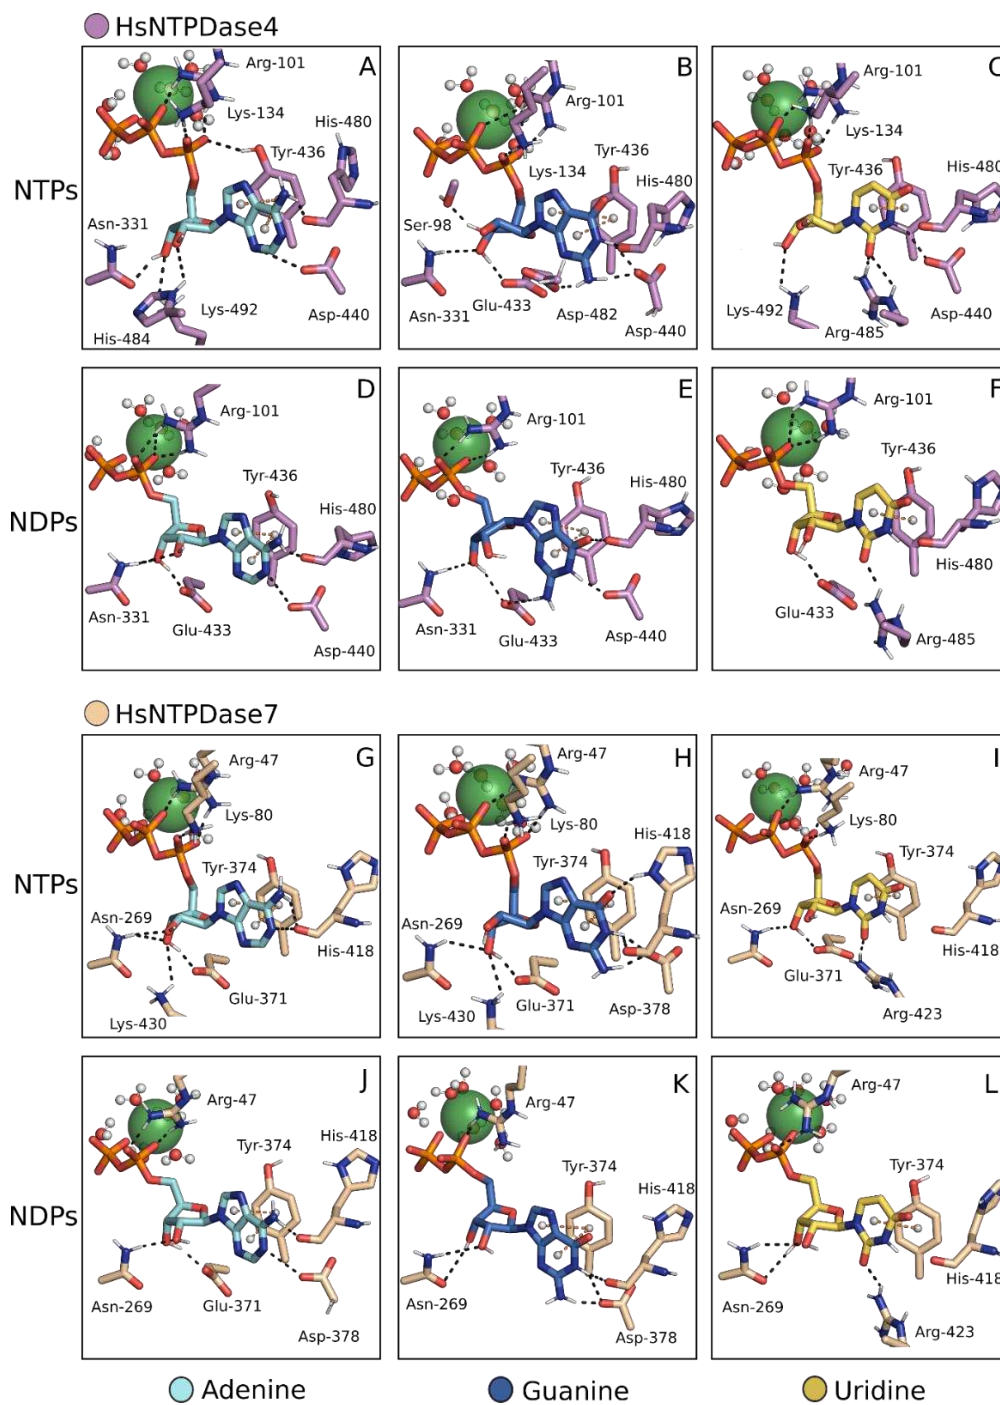 HsNTPDase4
NTPs
A
Arg-101
Lys-134
His-480
Tyr-436
Asn-331
Lys-492
His-484
Asp-440
B
Arg-101
Lys-134
Tyr-436
His-480
Ser-98
Glu-433
Asn-331
Asp-482
Asp-440
C
Arg-101
Lys-134
Tyr-436
His-480
Lys-492
Arg-485
Asp-440
NDPs
D
Arg-101
Tyr-436
His-480
Asn-331
Glu-433
Asp-440
E
Arg-101
Tyr-436
His-480
Asn-331
Glu-433
Asp-440
F
Arg-101
Tyr-436
His-480
Glu-433
Arg-485
HsNTPDase7
NTPs
G
Arg-47
Lys-80
Tyr-374
Asn-269
His-418
Glu-371
Lys-430
H
Arg-47
Lys-80
Tyr-374
His-418
Asn-269
Glu-371
Lys-430
Asp-378
I
Arg-47
Lys-80
Tyr-374
Asn-269
His-418
Glu-371
Arg-423
NDPs
J
Arg-47
Tyr-374
His-418
Asn-269
Glu-371
Asp-378
K
Arg-47
Tyr-374
His-418
Asn-269
Asp-378
L
Arg-47
Tyr-374
His-418
Asn-269
Arg-423
Adenine
Guanine
Uridine